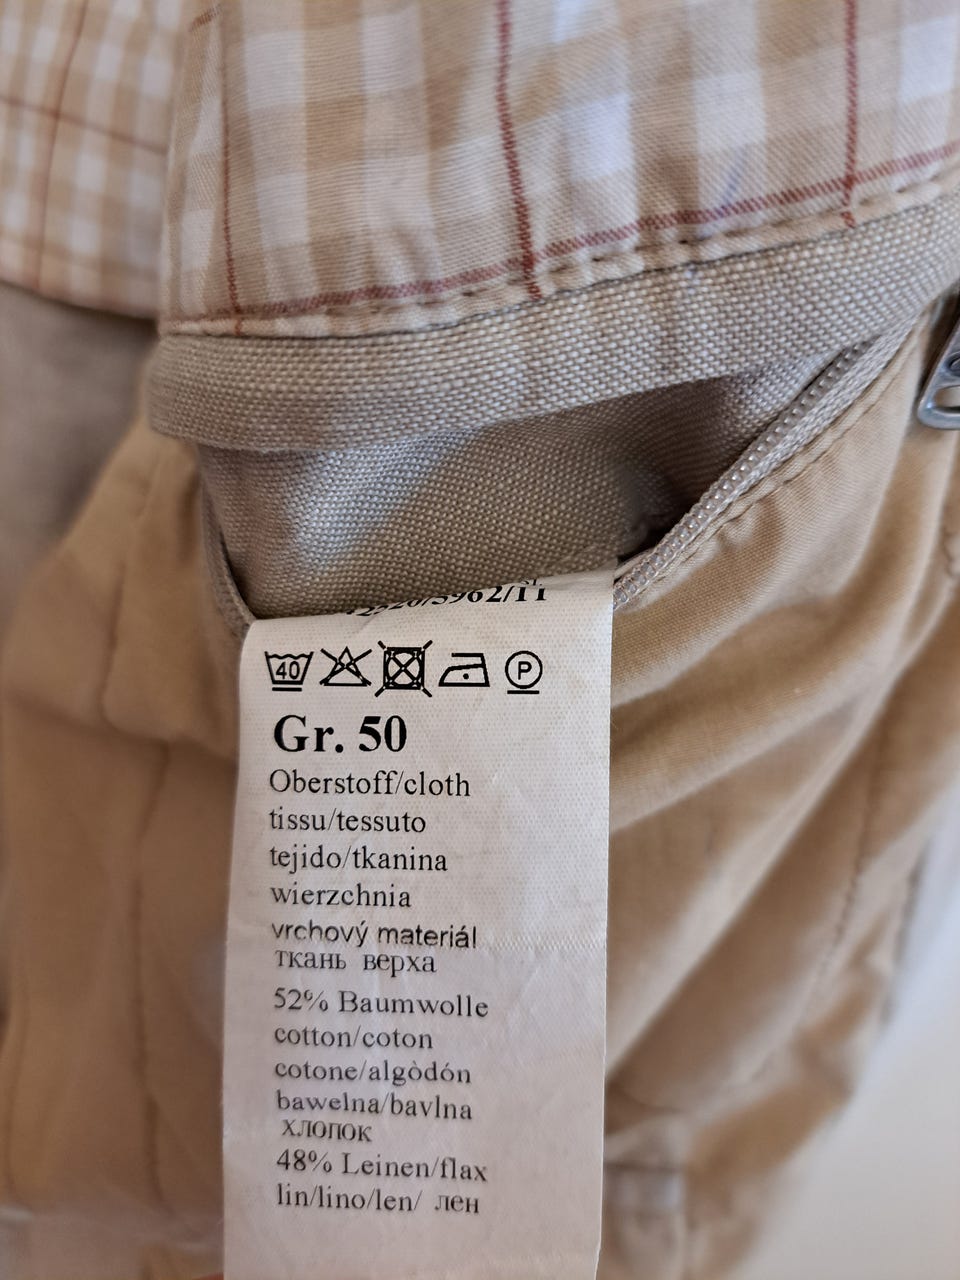 40
P
Gr. 50
Oberstoff/cloth
tissu/tessuto
tejido/tkanina
wierzchnia
vrchový materiál
ткань верха
52% Baumwolle
cotton/coton
cotone/algòdón
bawelna/bavlna
хлопок
48% Leinen/flax
lin/lino/len/ лен